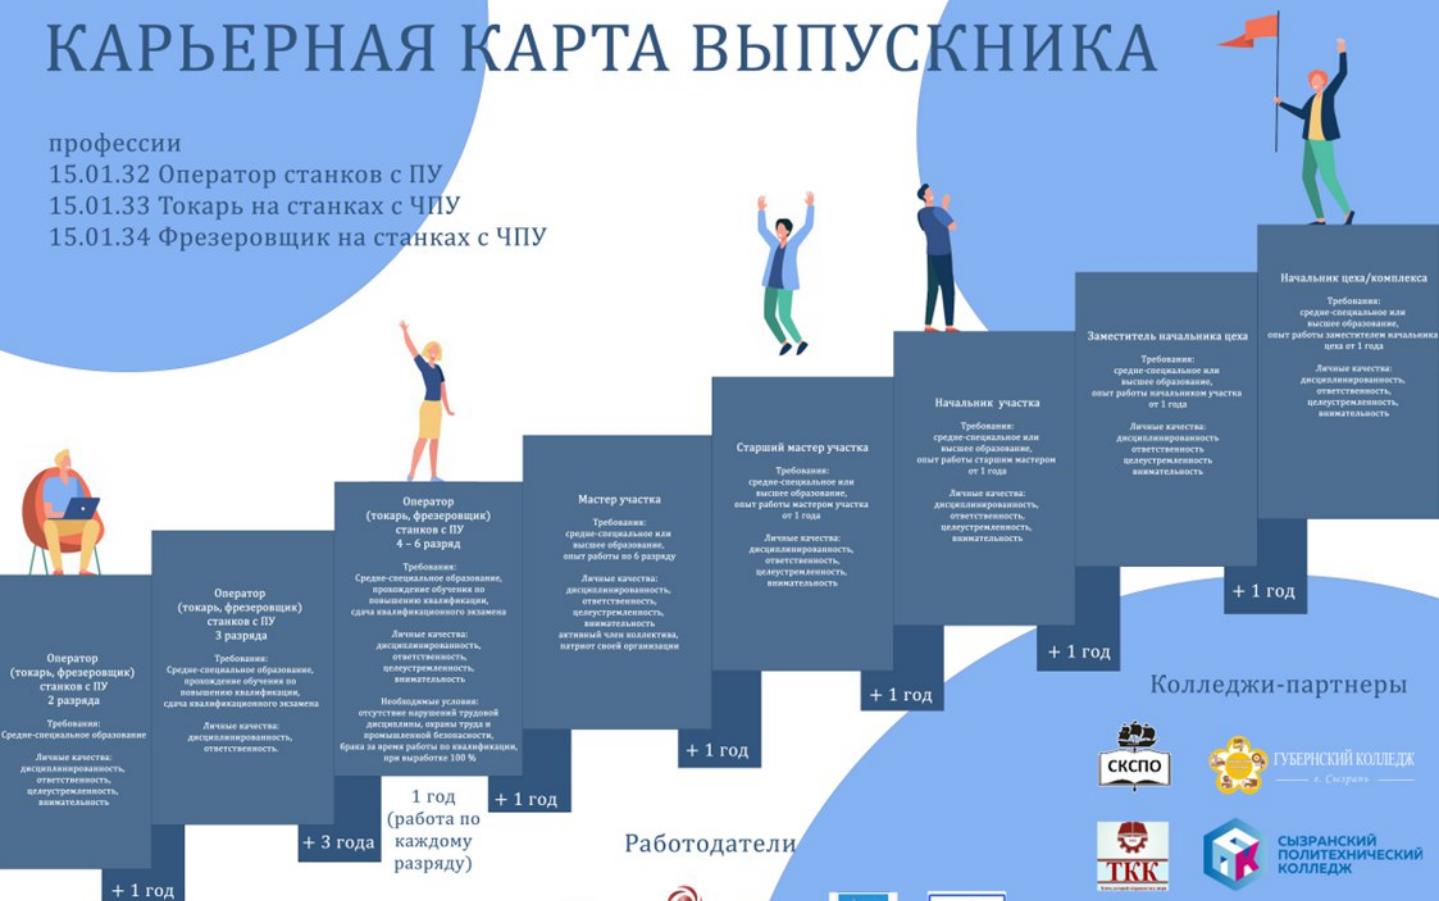 КАРЬЕРНАЯ КАРТА ВЫПУСКНИКА
профессии
15.01.32 Оператор станков с ПУ
15.01.33 Токарь на станках с ЧПУ
15.01.34 Фрезеровщик на станках с ЧПУ
Оператор
(токарь, фрезеровщик)
станков с ПУ
2 разряда
Требования:
Средне-специальное образование
Личные качества:
дисциплинированность,
ответственность,
целеустремленность,
внимательность
+ 1 год
Оператор
(токарь, фрезеровщик)
станков с ПУ
3 разряда
Требования:
Средне-специальное образование,
прохождение обучения по
повышению квалификации,
сдача квалификационного экзамена
Личные качества:
дисциплинированность,
ответственность.
+ 3 года
Оператор
(токарь, фрезеровщик)
станков с ПУ
4 – 6 разряд
Требования:
Средне-специальное образование,
прохождение обучения по
повышению квалификации,
сдача квалификационного экзамена
Личные качества:
дисциплинированность,
ответственность,
целеустремленность,
внимательность
Необходимые условия:
отсутствие нарушений трудовой
дисциплины, охраны труда и
промышленной безопасности,
брака за время работы по квалификации,
при выработке 100 %
1 год
(работа по
каждому
разряду)
+ 1 год
Мастер участка
Требования:
средне-специальное или
высшее образование,
опыт работы по 6 разряду
Личные качества:
дисциплинированность,
ответственность,
целеустремленность,
внимательность
активный член коллектива,
патриот своей организации
+ 1 год
Старший мастер участка
Требования:
средне-специальное или
высшее образование,
опыт работы мастером участка
от 1 года
Личные качества:
дисциплинированность,
ответственность,
целеустремленность,
внимательность
+ 1 год
Начальник участка
Требования:
средне-специальное или
высшее образование,
опыт работы старшим мастером
от 1 года
Личные качества:
дисциплинированность,
ответственность,
целеустремленность,
внимательность
+ 1 год
Заместитель начальника цеха
Требования:
средне-специальное или
высшее образование,
опыт работы начальником участка
от 1 года
Личные качества:
дисциплинированность
ответственность,
целеустремленность
внимательность
+ 1 год
Начальник цеха/комплекса
Требования:
средне-специальное или
высшее образование,
опыт работы заместителем начальника
цеха от 1 года
Личные качества:
дисциплинированность,
ответственность,
целеустремленность,
внимательность
Колледжи-партнеры
СКСПО
ГУБЕРНСКИЙ КОЛЛЕДЖ
г. Сызрань
ТКК
СЫЗРАНСКИЙ
ПОЛИТЕХНИЧЕСКИЙ
КОЛЛЕДЖ
Работодатели